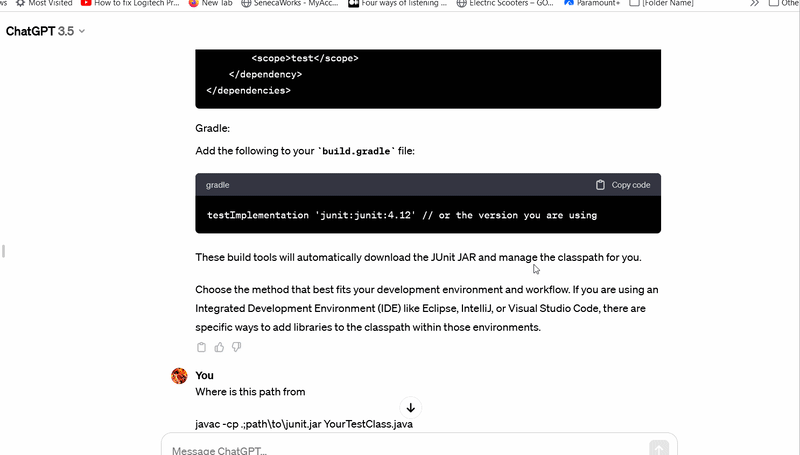 ws Most Visited How to fix Logitech Pr... New Tab SenecaWorks - MyAcc... Four ways of listening ... Electric Scooters – GO... Paramount+ [Folder Name] Othe
ChatGPT 3.5
<scope>test</scope>
</dependency>
</dependencies>
Gradle:
Add the following to your `build.gradle` file:
gradle Copy code
testImplementation 'junit:junit:4.12' // or the version you are using
These build tools will automatically download the JUnit JAR and manage the classpath for you.
Choose the method that best fits your development environment and workflow. If you are using an
Integrated Development Environment (IDE) like Eclipse, IntelliJ, or Visual Studio Code, there are
specific ways to add libraries to the classpath within those environments.
You
Where is this path from
javac -cp .;path\to\junit.jar YourTestClass.java
Message ChatGPT...